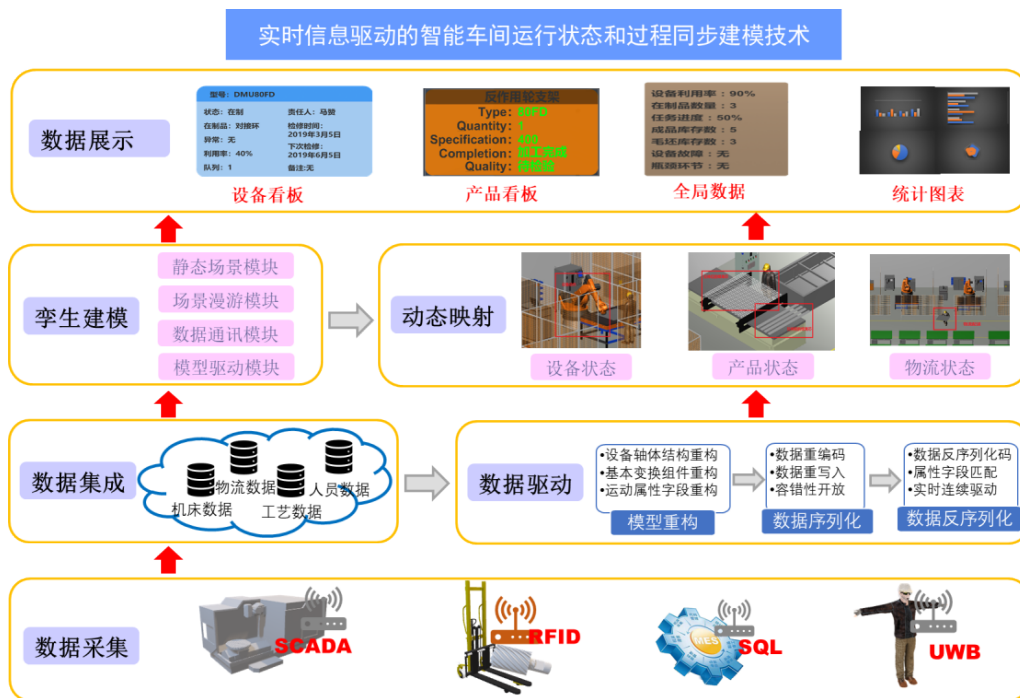 实时信息驱动的智能车间运行状态和过程同步建模技术
数据展示
型号：DMU80FD
状态：在制
责任人：马赞
在制品：对接环
检修时间：
2019年3月5日
异常：无
下次检修：
2019年6月5日
利用率：40%
队列：1
备注:无
设备看板
反作用轮支架
Type: 80FD
Quantity: 1
Specification: 400
Completion: 加工完成
Quality: 待检验
产品看板
设备利用率：90%
在制品数量：3
任务进度：50%
成品库存数：5
毛坯库存数：3
设备故障：无
瓶颈环节：无
全局数据
统计图表
孪生建模
静态场景模块
场景漫游模块
数据通讯模块
模型驱动模块
动态映射
设备状态
产品状态
物流状态
数据集成
机床数据
物流数据
工艺数据
人员数据
数据驱动
•设备轴体结构重构
•基本变换组件重构
•运动属性字段重构
模型重构
•数据重编码
•数据重写入
•容错性开放
数据序列化
•数据反序列化码
•属性字段匹配
•实时连续驱动
数据反序列化
数据采集
SCADA
RFID
MES
SQL
UWB